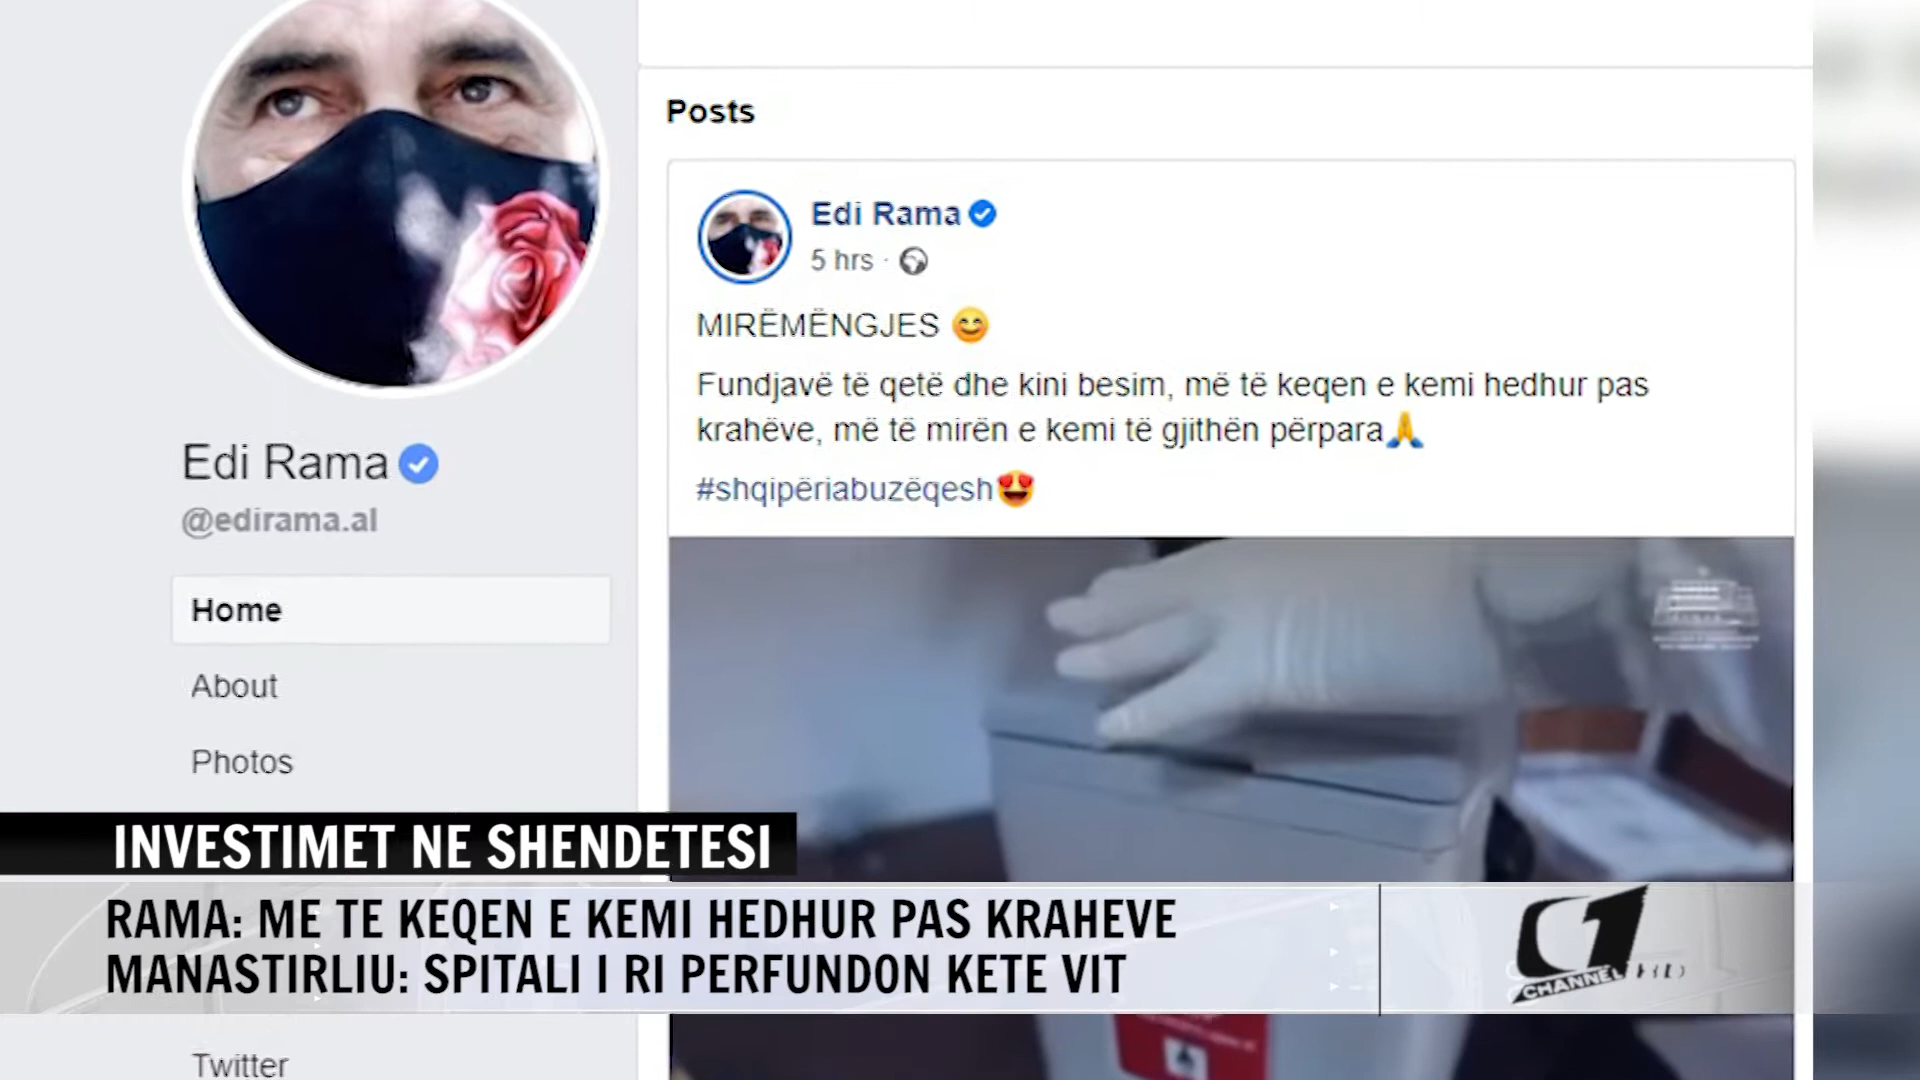 Posts
Edi Rama
5 hrs ·
MIRËMËNGJES 😊
Fundjavë të qetë dhe kini besim, më të keqen e kemi hedhur pas
krahëve, më të mirën e kemi të gjithën përpara🙏
#shqipëriabuzëqesh😍
Edi Rama
@edirama.al
Home
About
Photos
INVESTIMET NE SHENDETESI
RAMA: ME TE KEQEN E KEMI HEDHUR PAS KRAHEVE
MANASTIRLIU: SPITALI I RI PERFUNDON KETE VIT
C1
CHANNEL HD
Twitter